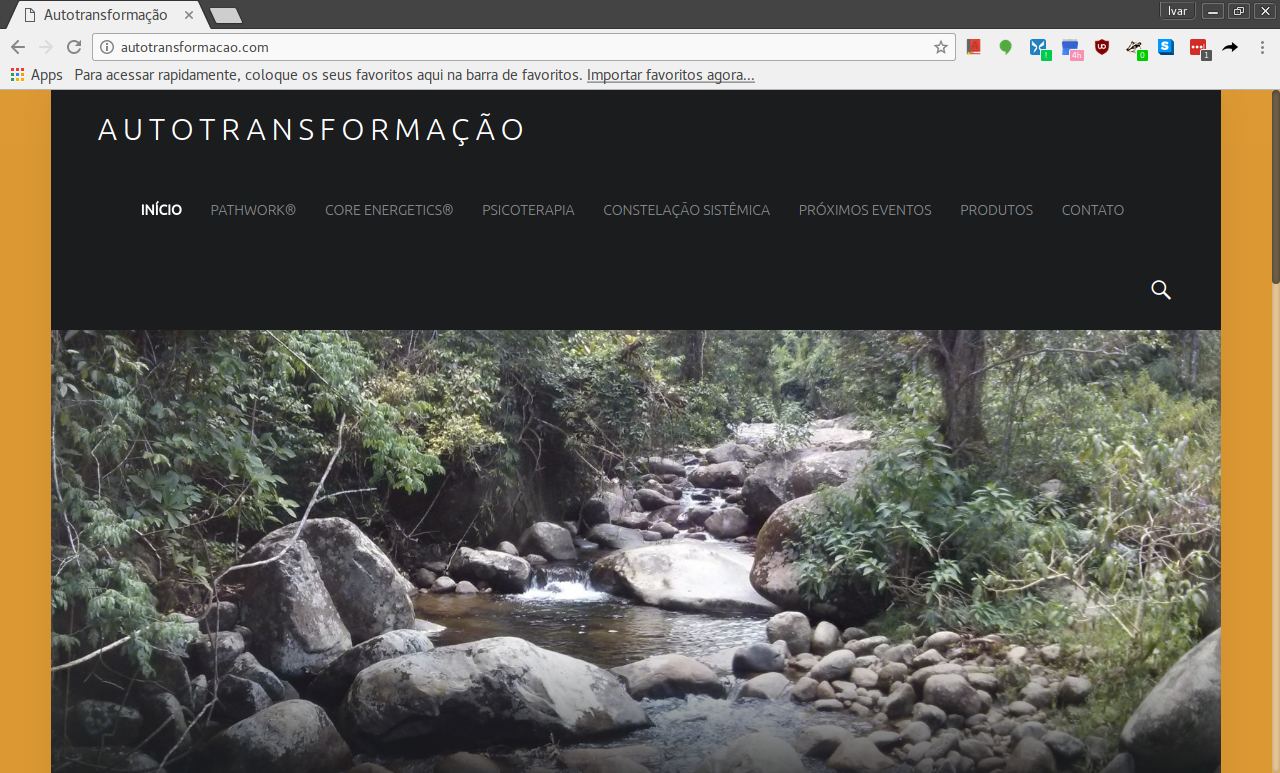 Autotransformação
Ivar
autotransformacao.com
Apps Para acessar rapidamente, coloque os seus favoritos aqui na barra de favoritos. Importar favoritos agora...
AUTOTRANSFORMAÇÃO
INÍCIO PATHWORK® CORE ENERGETICS® PSICOTERAPIA CONSTELAÇÃO SISTÊMICA PRÓXIMOS EVENTOS PRODUTOS CONTATO